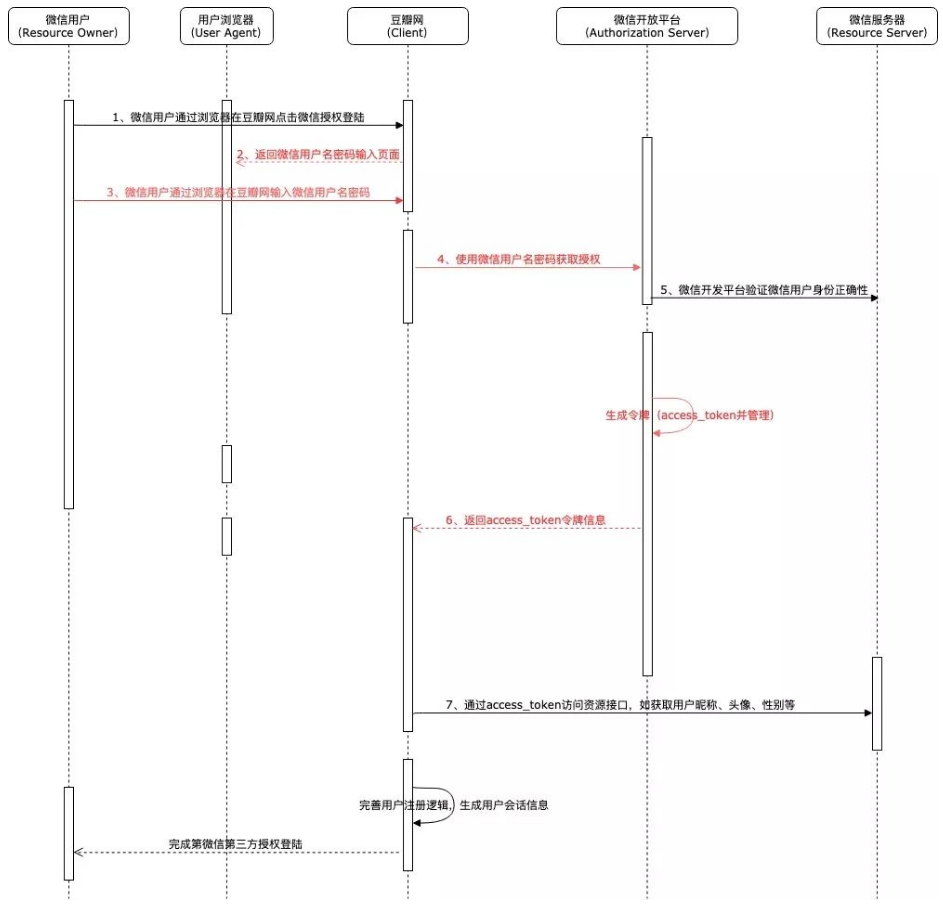 微信用户
(Resource Owner)
用户浏览器
(User Agent)
豆瓣网
(Client)
微信开放平台
(Authorization Server)
微信服务器
(Resource Server)
1、微信用户通过浏览器在豆瓣网点击微信授权登陆
2、返回微信用户名密码输入页面
3、微信用户通过浏览器在豆瓣网输入微信用户名密码
4、使用微信用户名密码获取授权
5、微信开发平台验证微信用户身份正确性
生成令牌（access_token并管理）
6、返回access_token令牌信息
7、通过access_token访问资源接口，如获取用户昵称、头像、性别等
完善用户注册逻辑，生成用户会话信息
完成第微信第三方授权登陆